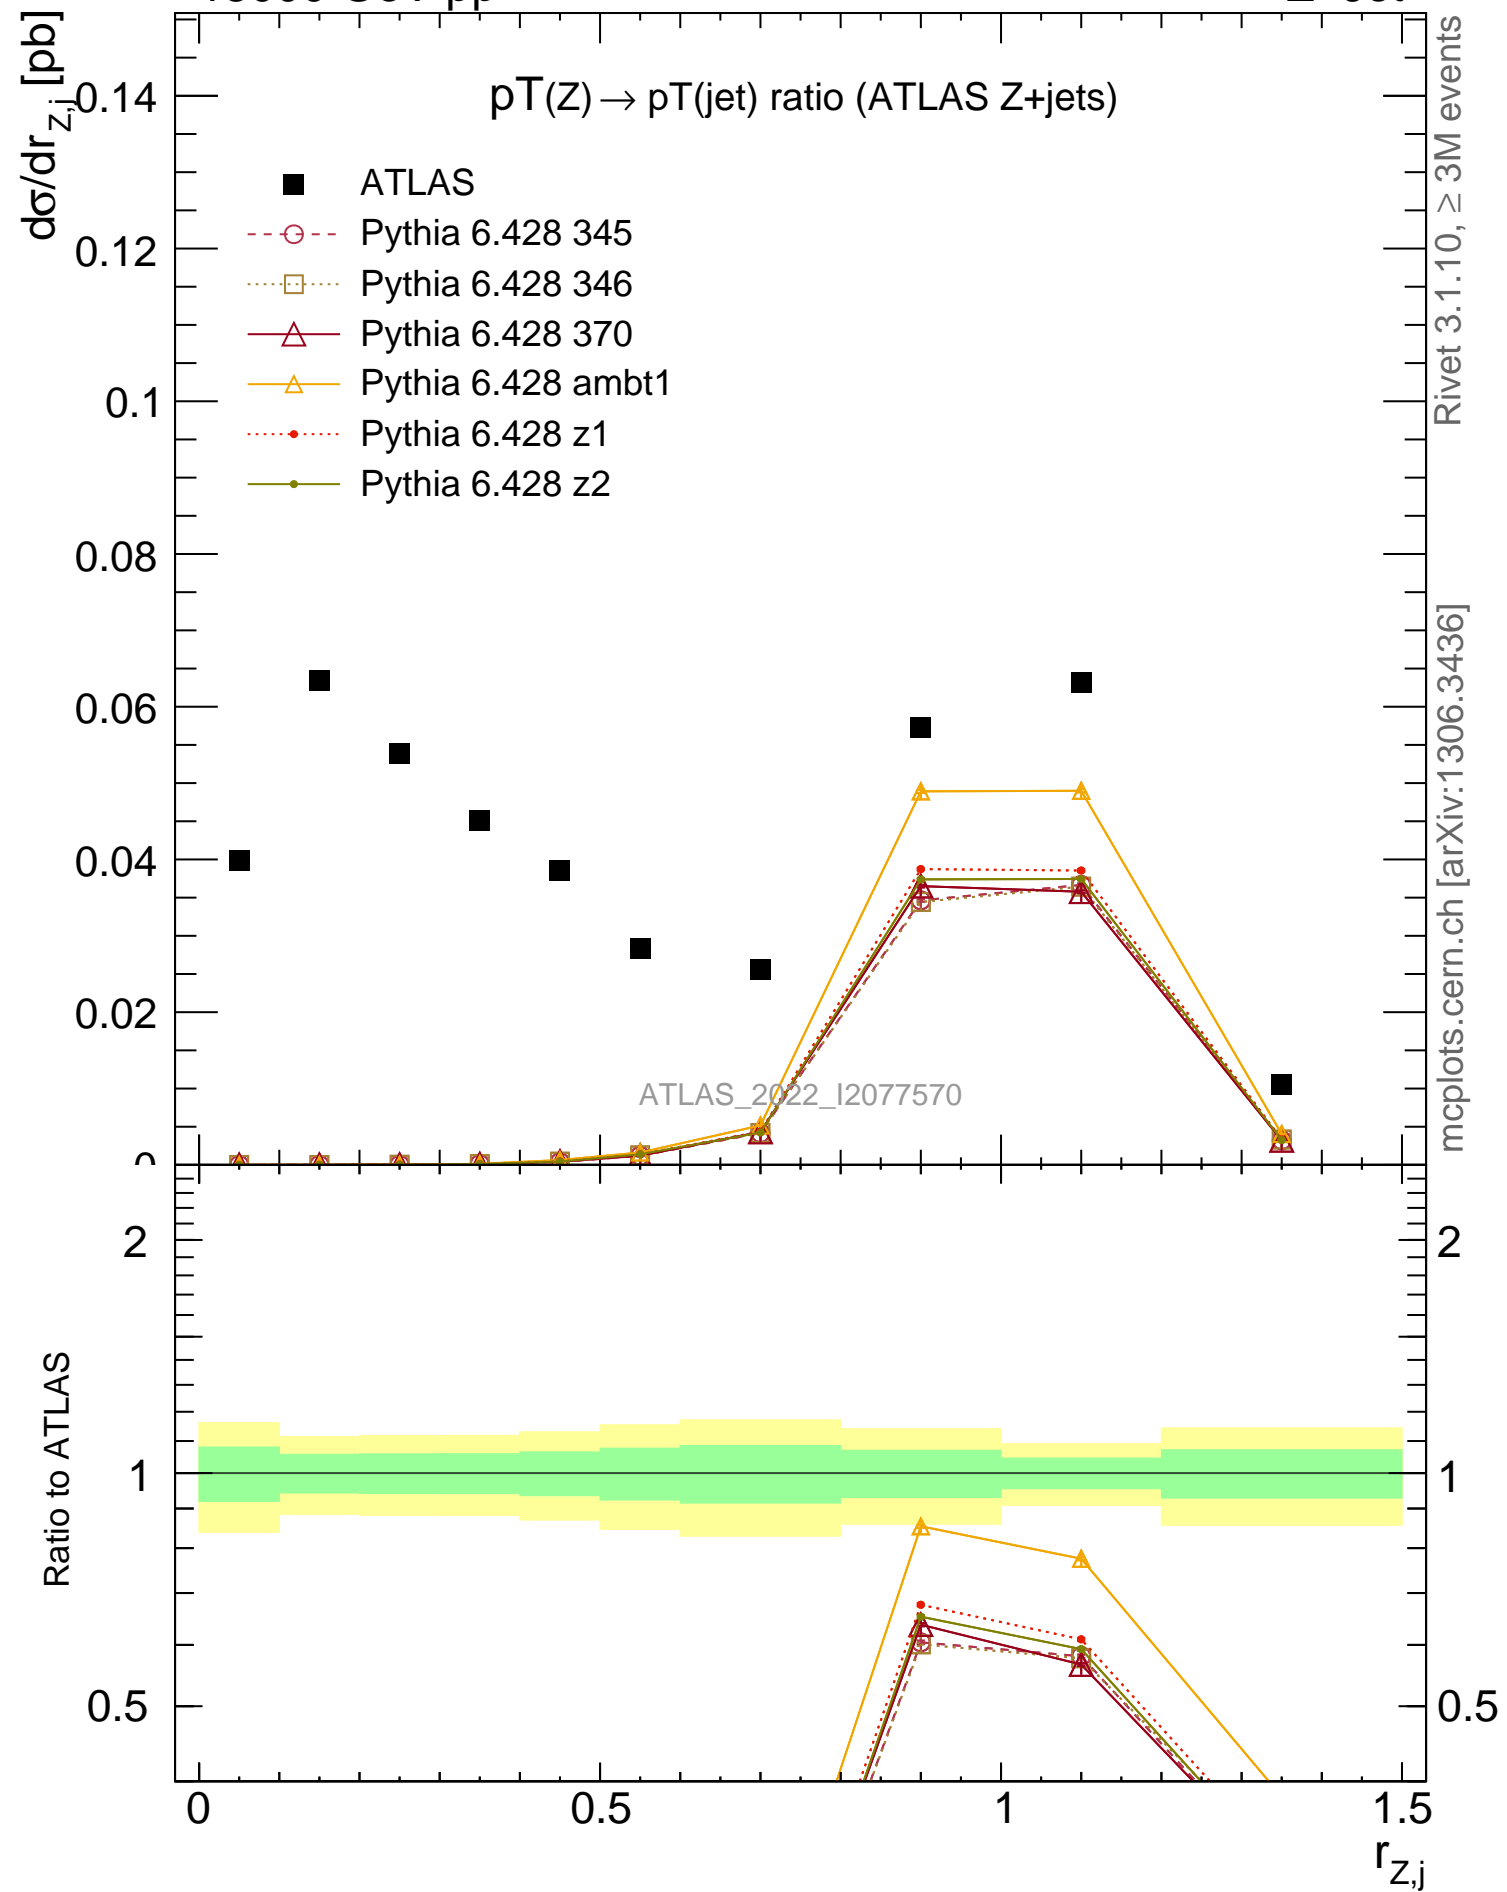 dσ/dr_Z,j [pb]
pT(Z) → pT(jet) ratio (ATLAS Z+jets)
ATLAS
Pythia 6.428 345
Pythia 6.428 346
Pythia 6.428 370
Pythia 6.428 ambt1
Pythia 6.428 z1
Pythia 6.428 z2
0.14
0.12
0.1
0.08
0.06
0.04
0.02
0
ATLAS_2022_I2077570
Rivet 3.1.10, ≥ 3M events
mcplots.cern.ch [arXiv:1306.3436]
Ratio to ATLAS
2
1
0.5
2
1
0.5
0
0.5
1
1.5
r_Z,j